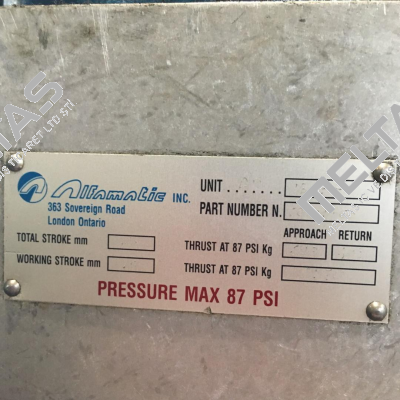 Alfamatic INC.
363 Sovereign Road
London Ontario
UNIT . . . . . . .
PART NUMBER N.
APPROACH RETURN
TOTAL STROKE mm
THRUST AT 87 PSI Kg
WORKING STROKE mm
THRUST AT 87 PSI Kg
PRESSURE MAX 87 PSI
MELTA